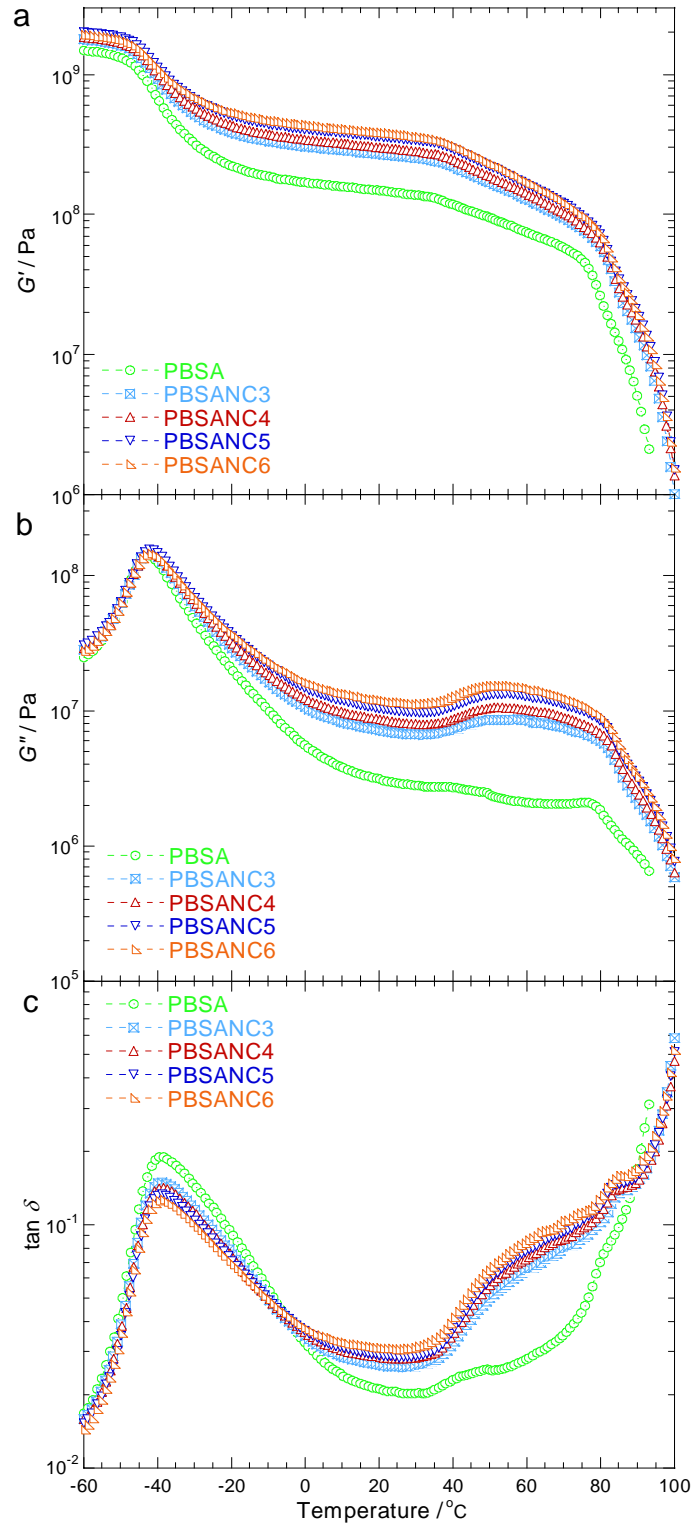 a
10⁹
10⁸
10⁷
10⁶
G' / Pa
PBSA
PBSANC3
PBSANC4
PBSANC5
PBSANC6
b
10⁸
10⁷
10⁶
10⁵
G'' / Pa
PBSA
PBSANC3
PBSANC4
PBSANC5
PBSANC6
c
10⁻¹
10⁻²
tan δ
PBSA
PBSANC3
PBSANC4
PBSANC5
PBSANC6
-60 -40 -20 0 20 40 60 80 100
Temperature / °C